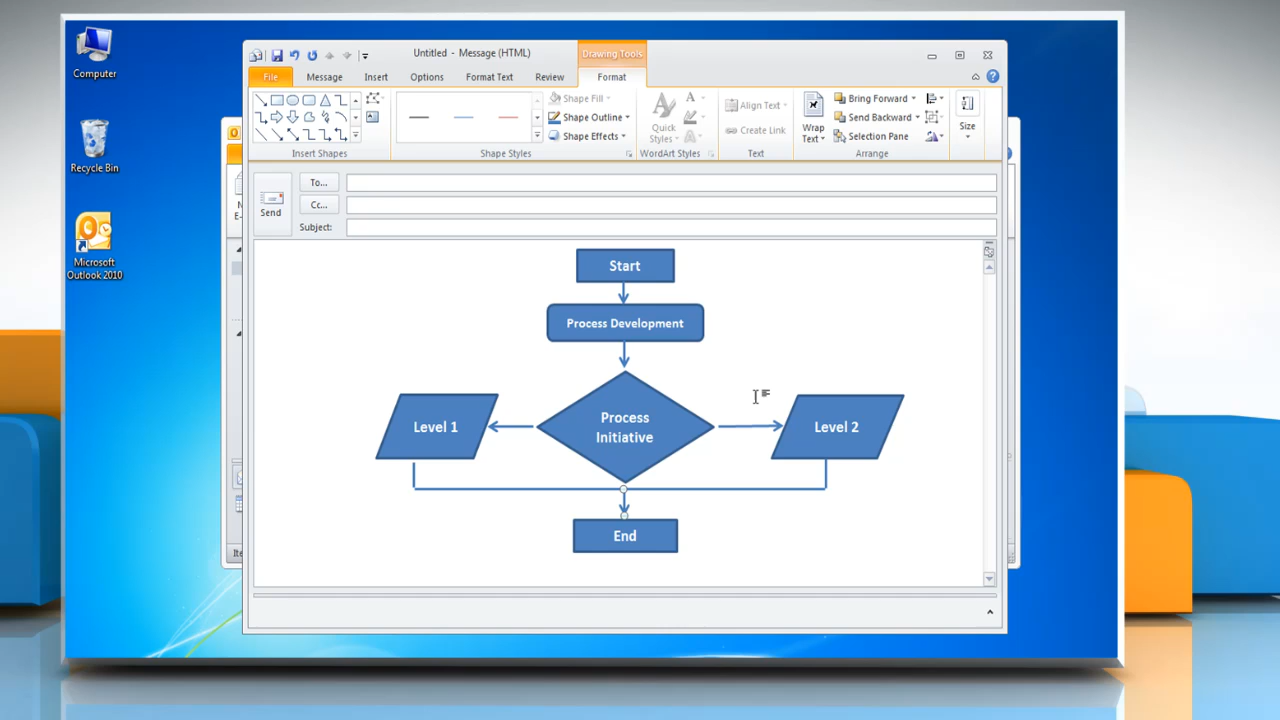 Computer
Recycle Bin
Microsoft
Outlook 2010
Untitled - Message (HTML)
Drawing Tools
File Message Insert Options Format Text Review Format
Shape Fill
Shape Outline
Shape Effects
Quick
Styles
Align Text
Create Link
Wrap
Text
Bring Forward
Send Backward
Selection Pane
Size
Insert Shapes Shape Styles WordArt Styles Text Arrange
Send
To...
Cc...
Subject:
Start
Process Development
Process
Initiative
Level 1
Level 2
End